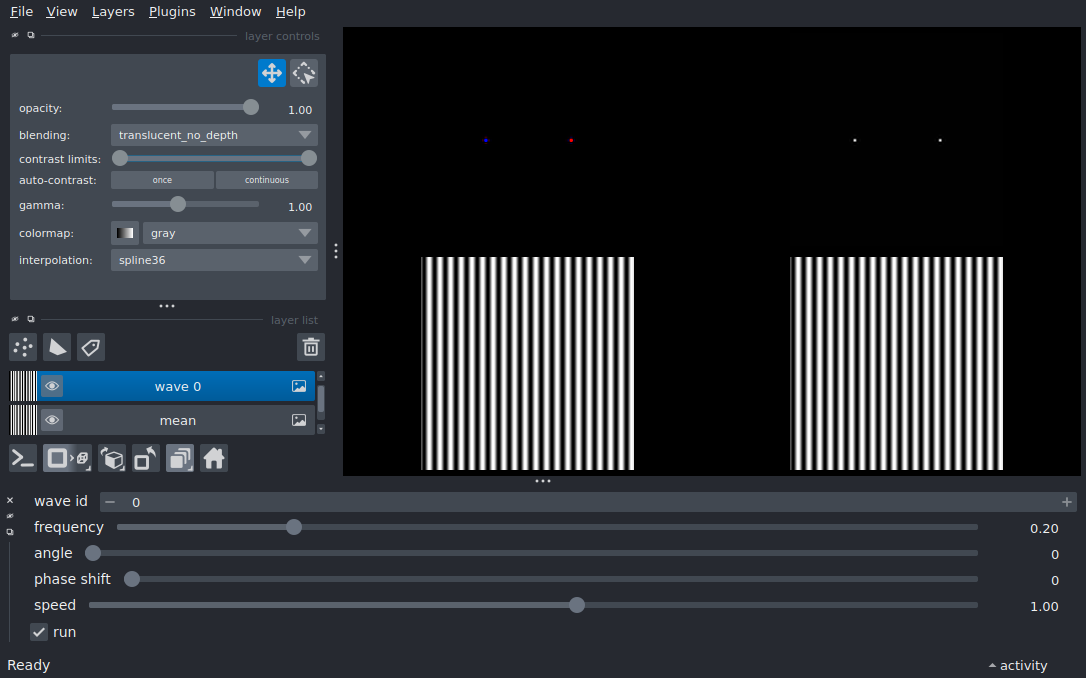 File View Layers Plugins Window Help
layer controls
opacity: 1.00
blending: translucent_no_depth
contrast limits:
auto-contrast: once continuous
gamma: 1.00
colormap: gray
interpolation: spline36
layer list
wave 0
mean
wave id 0
frequency 0.20
angle 0
phase shift 0
speed 1.00
run
Ready activity